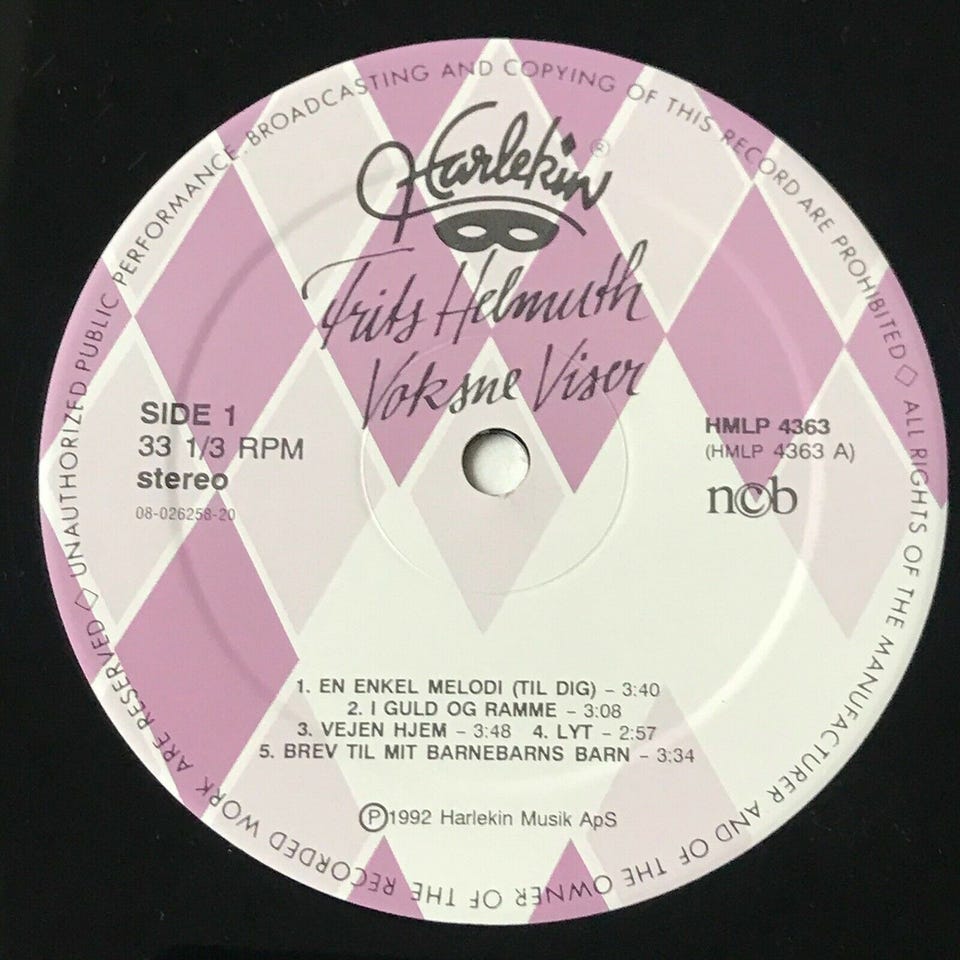 UNAUTHORIZED PUBLIC PERFORMANCE. BROADCASTING AND COPYING OF THIS RECORD ARE PROHIBITED ◇ ALL RIGHTS OF THE MANUFACTURER AND OF THE OWNER OF THE RECORDED WORK ARE RESERVED ◇
Harlekin®
Frits Helmuth
Voksne Viser
SIDE 1
33 1/3 RPM
stereo
08-026258-20
HMLP 4363
(HMLP 4363 A)
n©b
1. EN ENKEL MELODI (TIL DIG) – 3:40
2. I GULD OG RAMME – 3:08
3. VEJEN HJEM – 3:48 4. LYT – 2:57
5. BREV TIL MIT BARNEBARNS BARN – 3:34
Ⓟ1992 Harlekin Musik ApS